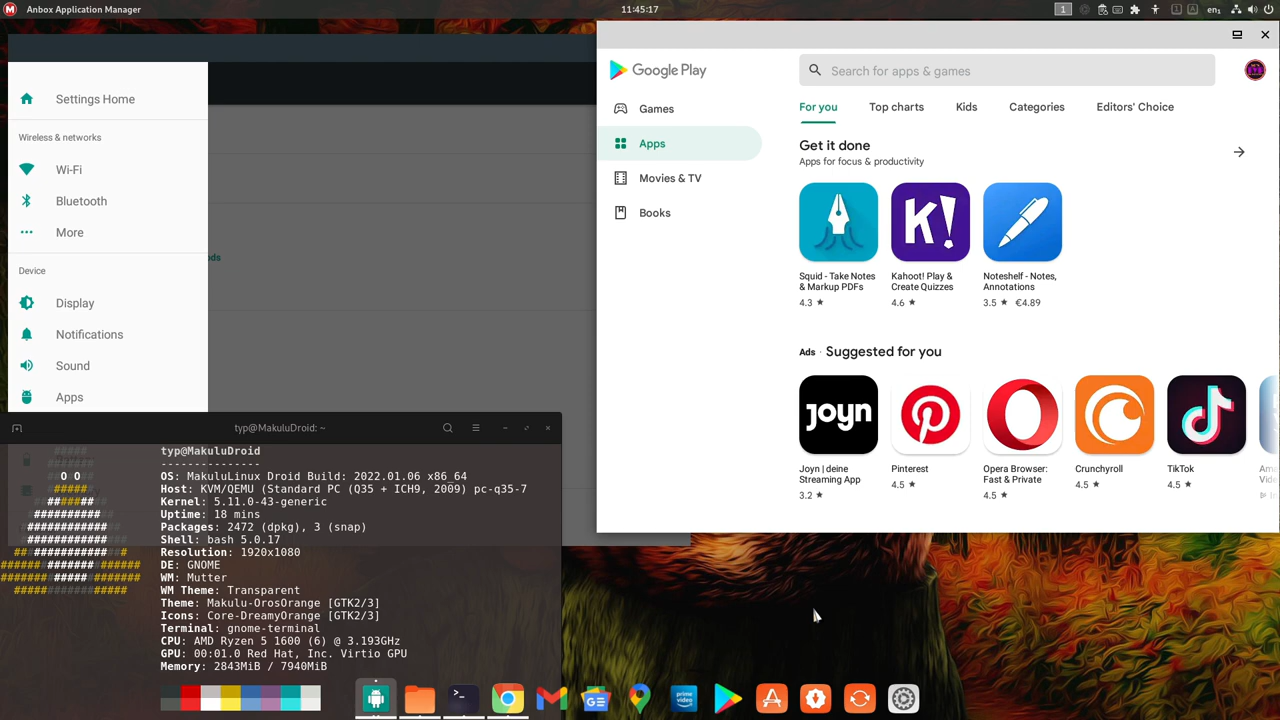 Anbox Application Manager
11:45:17
1
en₁
Settings Home
Wireless & networks
Wi-Fi
Bluetooth
More
Device
Display
Notifications
Sound
Apps
ods
Google Play
Search for apps & games
Games
Apps
Movies & TV
Books
For you
Top charts
Kids
Categories
Editors' Choice
Get it done
Apps for focus & productivity
K!
Squid - Take Notes
& Markup PDFs
4.3 ★
Kahoot! Play &
Create Quizzes
4.6 ★
Noteshelf - Notes,
Annotations
3.5 ★ €4.89
Ads · Suggested for you
joyn
Joyn | deine
Streaming App
3.2 ★
Pinterest
4.5 ★
Opera Browser:
Fast & Private
4.5 ★
Crunchyroll
4.5 ★
TikTok
4.5 ★
Ama
Vide
typ@MakuluDroid: ~
typ@MakuluDroid
---------------
OS: MakuluLinux Droid Build: 2022.01.06 x86_64
Host: KVM/QEMU (Standard PC (Q35 + ICH9, 2009) pc-q35-7
Kernel: 5.11.0-43-generic
Uptime: 18 mins
Packages: 2472 (dpkg), 3 (snap)
Shell: bash 5.0.17
Resolution: 1920x1080
DE: GNOME
WM: Mutter
WM Theme: Transparent
Theme: Makulu-OrosOrange [GTK2/3]
Icons: Core-DreamyOrange [GTK2/3]
Terminal: gnome-terminal
CPU: AMD Ryzen 5 1600 (6) @ 3.193GHz
GPU: 00:01.0 Red Hat, Inc. Virtio GPU
Memory: 2843MiB / 7940MiB
prime
video